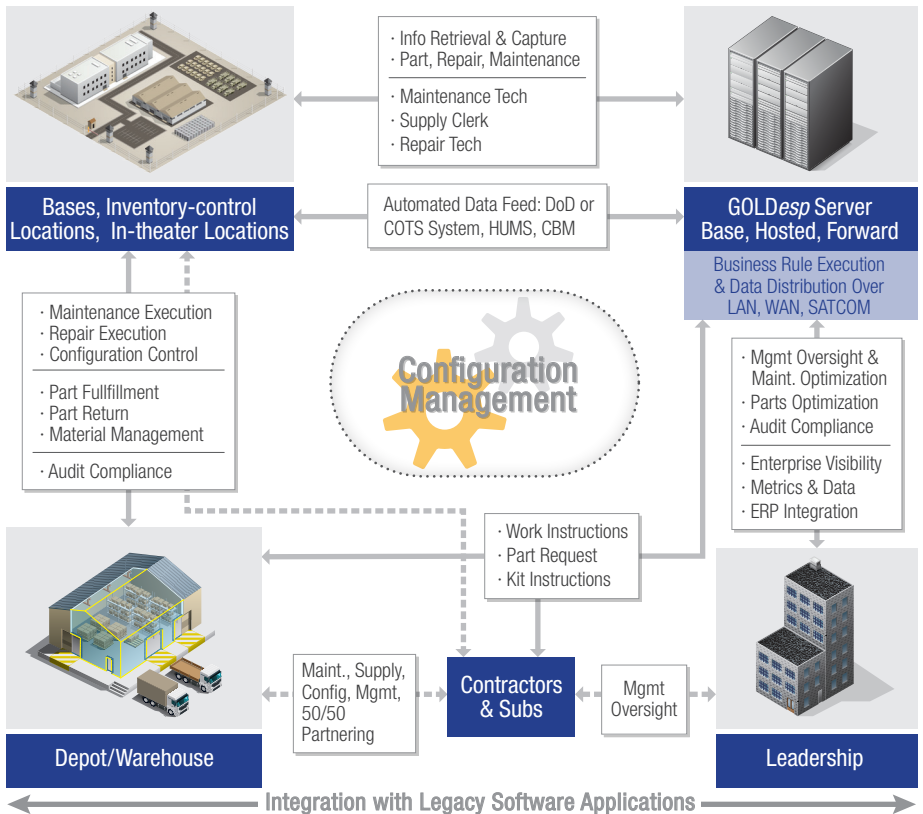 · Info Retrieval & Capture
· Part, Repair, Maintenance
· Maintenance Tech
· Supply Clerk
· Repair Tech
Bases, Inventory-control
Locations, In-theater Locations
Automated Data Feed: DoD or
COTS System, HUMS, CBM
GOLDesp Server
Base, Hosted, Forward
Business Rule Execution
& Data Distribution Over
LAN, WAN, SATCOM
· Maintenance Execution
· Repair Execution
· Configuration Control
· Part Fullfillment
· Part Return
· Material Management
· Audit Compliance
Configuration
Management
· Mgmt Oversight &
Maint. Optimization
· Parts Optimization
· Audit Compliance
· Enterprise Visibility
· Metrics & Data
· ERP Integration
· Work Instructions
· Part Request
· Kit Instructions
Maint., Supply,
Config, Mgmt,
50/50
Partnering
Contractors
& Subs
Mgmt
Oversight
Depot/Warehouse
Leadership
Integration with Legacy Software Applications